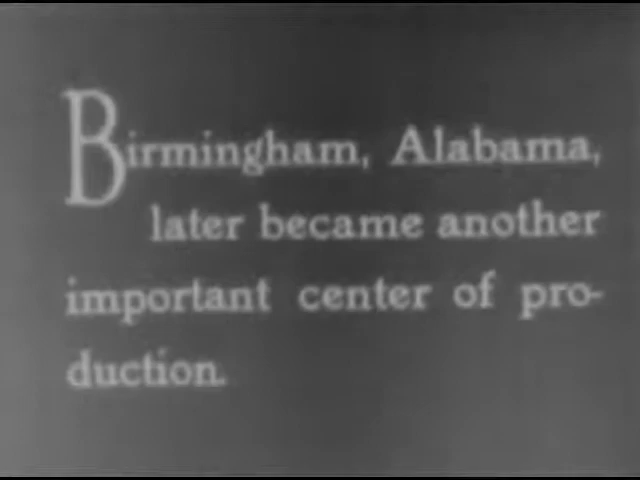 Birmingham, Alabama,
later became another
important center of pro-
duction.